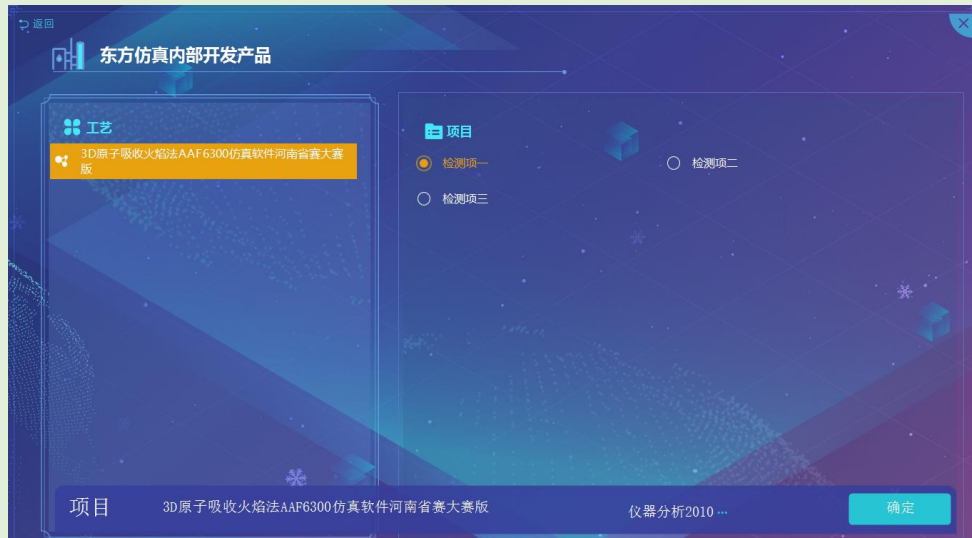 返回
东方仿真内部开发产品
工艺
3D原子吸收火焰法AAF6300仿真软件河南省赛大赛
版
项目
检测项一
检测项二
检测项三
项目
3D原子吸收火焰法AAF6300仿真软件河南省赛大赛版
仪器分析2010 ···
确定